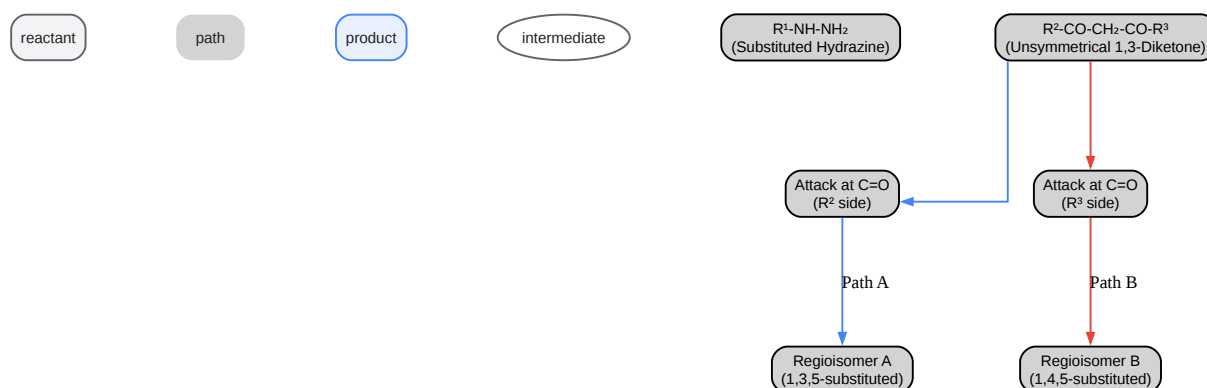 reactant
path
product
intermediate
R¹-NH-NH₂
(Substituted Hydrazine)
R²-CO-CH₂-CO-R³
(Unsymmetrical 1,3-Diketone)
Attack at C=O
(R² side)
Attack at C=O
(R³ side)
Path A
Path B
Regioisomer A
(1,3,5-substituted)
Regioisomer B
(1,4,5-substituted)